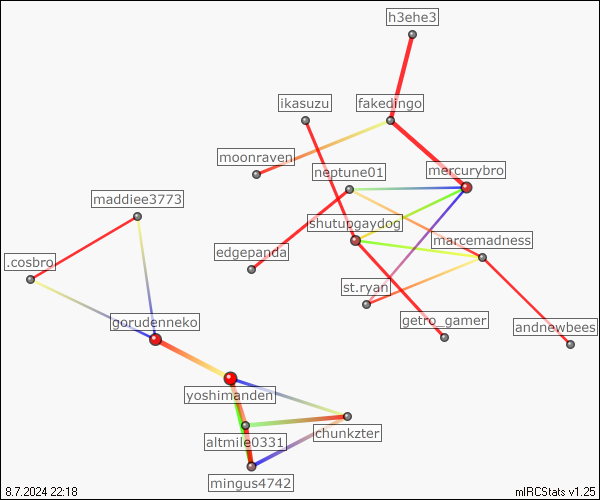 h3ehe3
ikasuzu
fakedingo
moonraven
neptune01
mercurybro
maddiee3773
shutupgaydog
marcemadness
edgepanda
.cosbro
st.ryan
gorudenneko
getro_gamer
andnewbees
yoshimanden
chunkzter
altmile0331
mingus4742
8.7.2024 22:18
mIRCStats v1.25